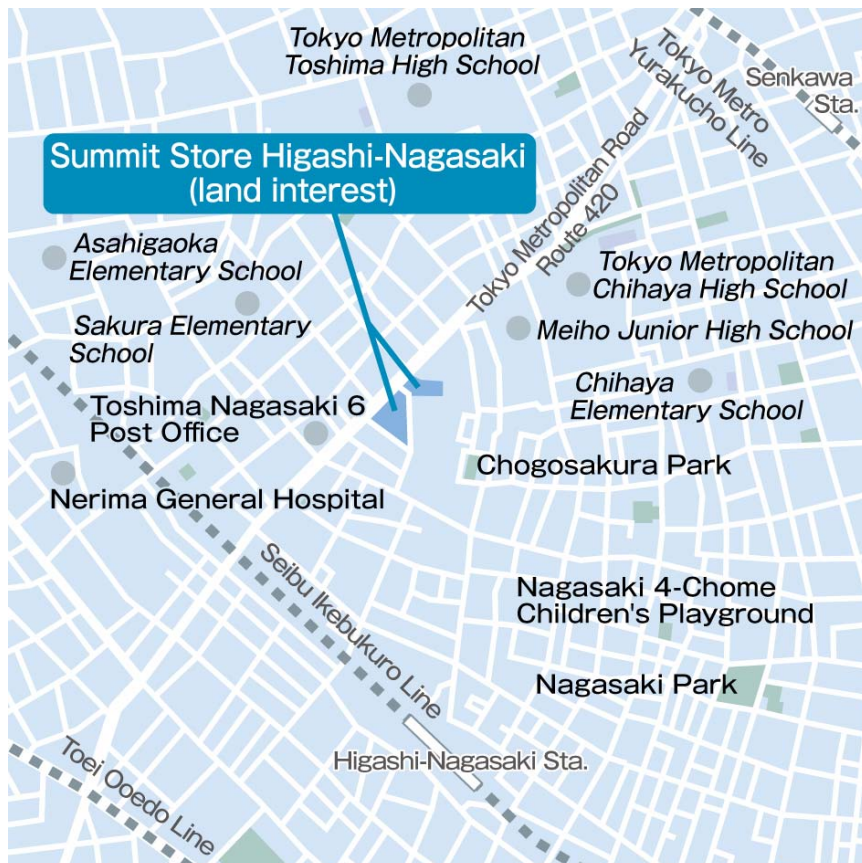 Tokyo Metropolitan
Toshima High School
Tokyo Metro
Yurakucho Line
Senkawa
Sta.
Summit Store Higashi-Nagasaki
(land interest)
Tokyo Metropolitan Road
Route 420
Asahigaoka
Elementary School
Tokyo Metropolitan
Chihaya High School
Sakura Elementary
School
Meiho Junior High School
Chihaya
Elementary School
Toshima Nagasaki 6
Post Office
Chogosakura Park
Nerima General Hospital
Seibu Ikebukuro Line
Nagasaki 4-Chome
Children's Playground
Nagasaki Park
Higashi-Nagasaki Sta.
Toei Ooedo Line